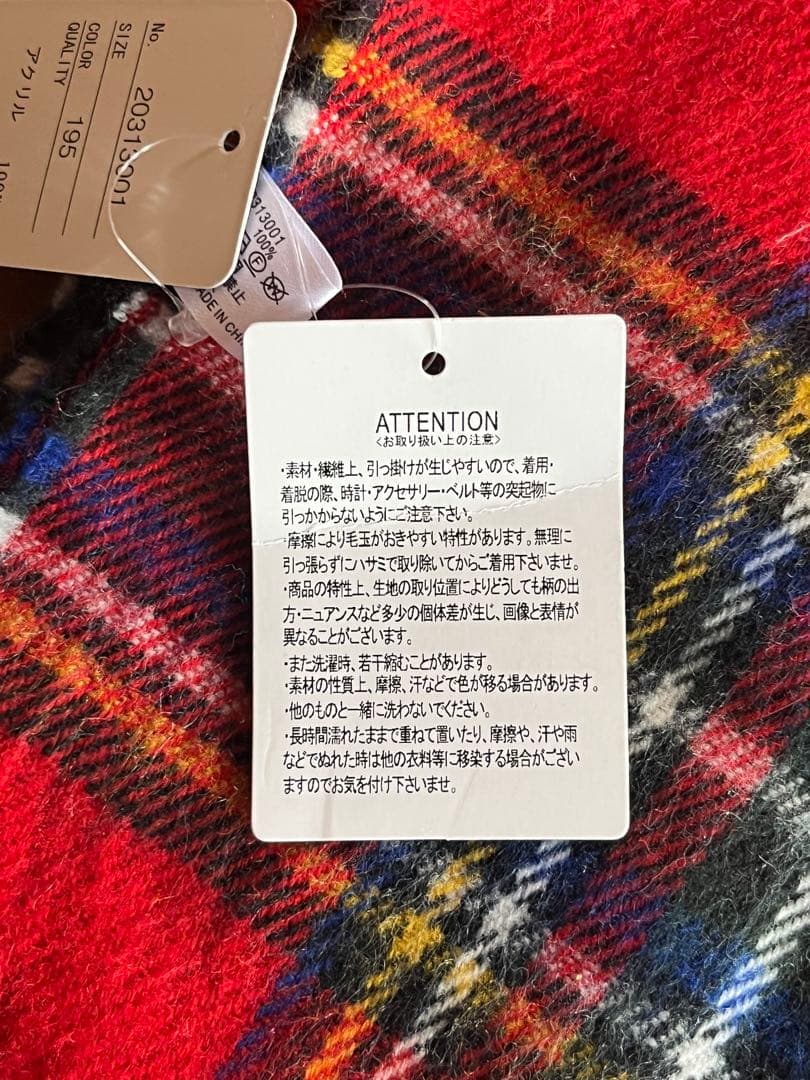 No. 20313001
SIZE
COLOR 195
QUALITY
アクリル 100%
313001
100%
MADE IN CHI
ATTENTION
<お取り扱い上の注意>
・素材・繊維上、引っ掛けが生じやすいので、着用・
着脱の際、時計・アクセサリー・ベルト等の突起物に
引っかからないようにご注意下さい。
・摩擦により毛玉がおきやすい特性があります。無理に
引っ張らずにハサミで取り除いてからご着用下さいませ。
・商品の特性上、生地の取り位置によりどうしても柄の出
方・ニュアンスなど多少の個体差が生じ、画像と表情が
異なることがございます。
・また洗濯時、若干縮むことがあります。
・素材の性質上、摩擦、汗などで色が移る場合があります。
・他のものと一緒に洗わないでください。
・長時間濡れたままで重ねて置いたり、摩擦や、汗や雨
などでぬれた時は他の衣料等に移染する場合がござい
ますのでお気を付け下さいませ。